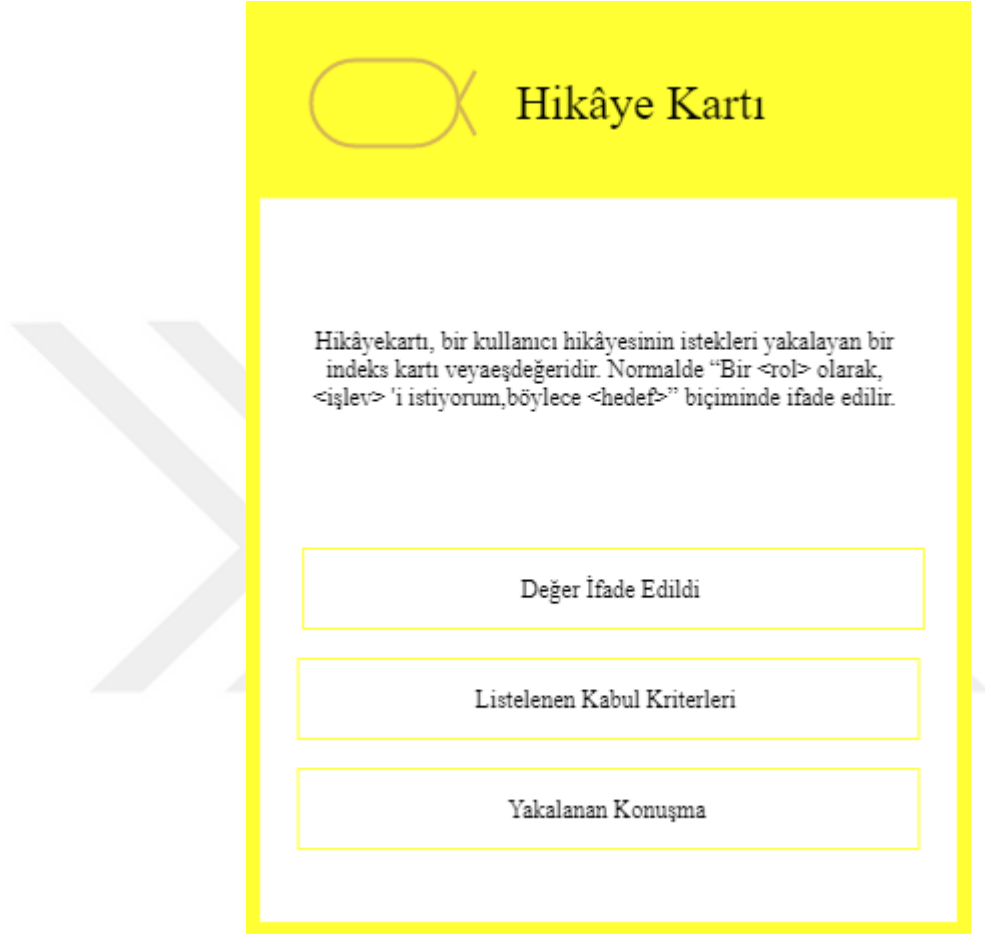 Hikâye Kartı
Hikâyekartı, bir kullanıcı hikâyesinin istekleri yakalayan bir
indeks kartı veyaeşdeğeridir. Normalde “Bir <rol> olarak,
<işlev> 'i istiyorum,böylece <hedef>” biçiminde ifade edilir.
Değer İfade Edildi
Listelenen Kabul Kriterleri
Yakalanan Konuşma